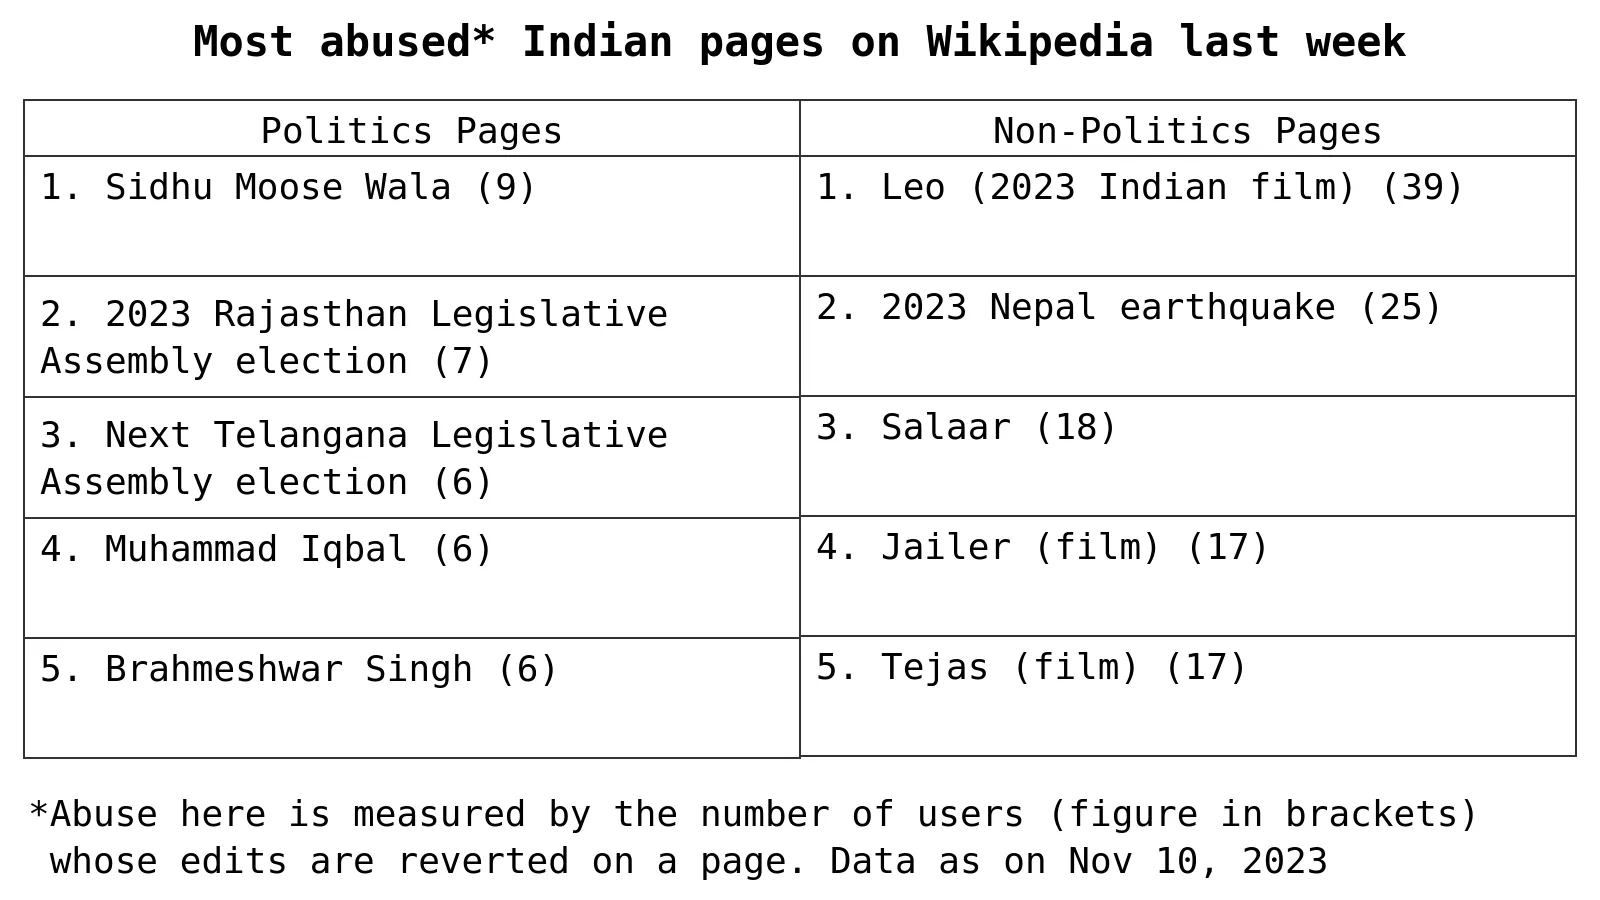 Most abused* Indian pages on Wikipedia last week
Politics Pages
1. Sidhu Moose Wala (9)
2. 2023 Rajasthan Legislative
Assembly election (7)
3. Next Telangana Legislative
Assembly election (6)
4. Muhammad Iqbal (6)
5. Brahmeshwar Singh (6)
Non-Politics Pages
1. Leo (2023 Indian film) (39)
2. 2023 Nepal earthquake (25)
3. Salaar (18)
4. Jailer (film) (17)
5. Tejas (film) (17)
*Abuse here is measured by the number of users (figure in brackets)
whose edits are reverted on a page. Data as on Nov 10, 2023